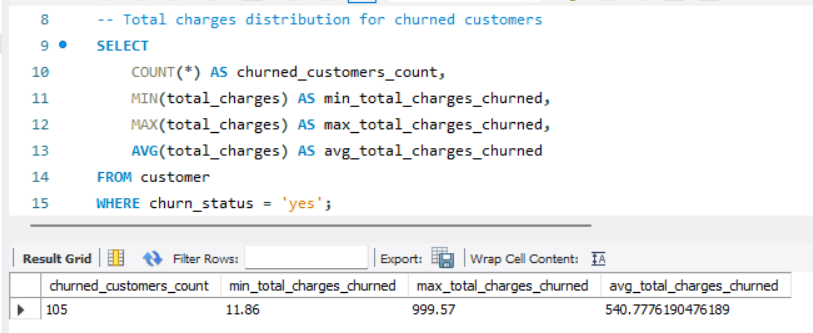 8 -- Total charges distribution for churned customers
9 SELECT
10 COUNT(*) AS churned_customers_count,
11 MIN(total_charges) AS min_total_charges_churned,
12 MAX(total_charges) AS max_total_charges_churned,
13 AVG(total_charges) AS avg_total_charges_churned
14 FROM customer
15 WHERE churn_status = 'yes';
Result Grid Filter Rows: Export: Wrap Cell Content: IA
churned_customers_count min_total_charges_churned max_total_charges_churned avg_total_charges_churned
105 11.86 999.57 540.7776190476189